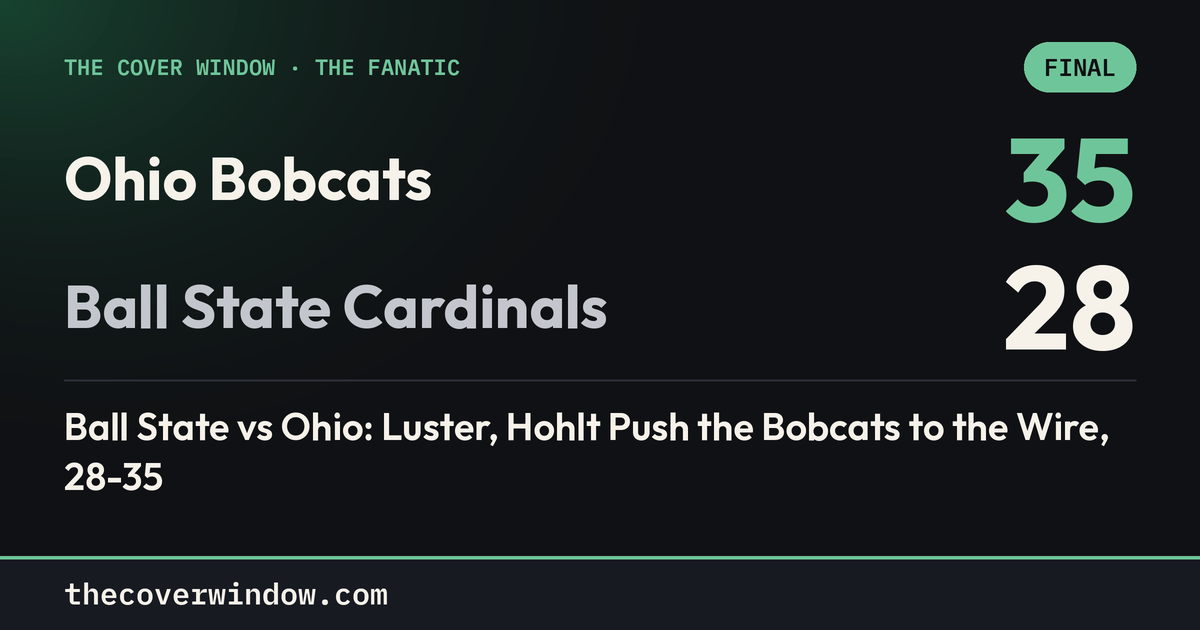 THE COVER WINDOW · THE FANATIC
FINAL
Ohio Bobcats
35
Ball State Cardinals
28
Ball State vs Ohio: Luster, Hohlt Push the Bobcats to the Wire,
28-35
thecoverwindow.com